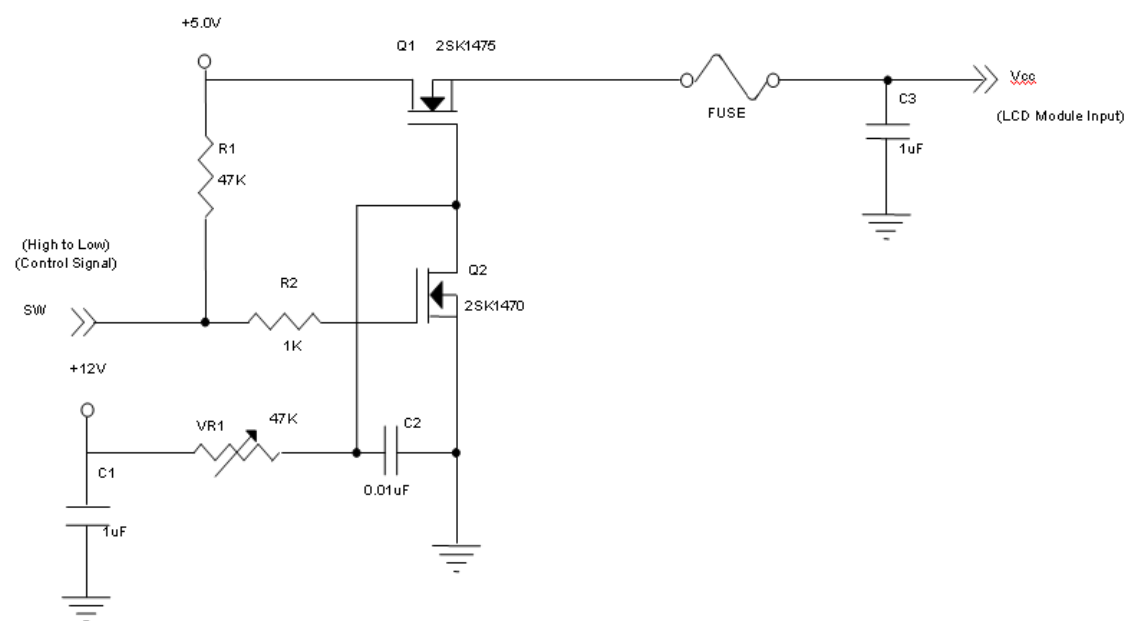 +5.0V
Q1 2SK1475
FUSE
Vcc
C3
(LCD Module Input)
1uF
R1
47K
(High to Low)
(Control Signal)
SW
R2
1K
Q2
2SK1470
+12V
VR1
47K
C2
0.01uF
C1
1uF